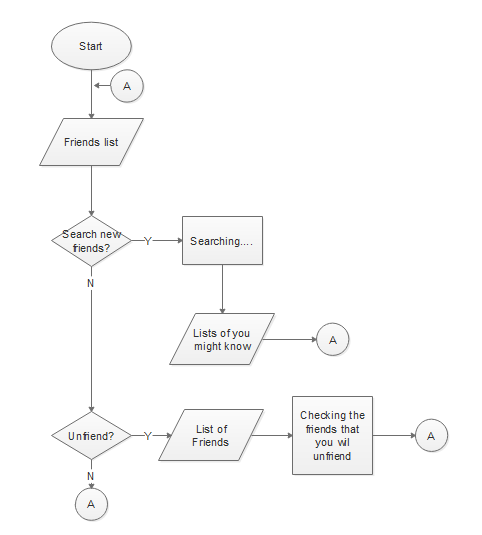 Start
A
Friends list
Search new
friends?
Y
Searching....
N
Lists of you
might know
A
Unfriend?
Y
List of
Friends
Checking the
friends that
you wil
unfriend
A
N
A